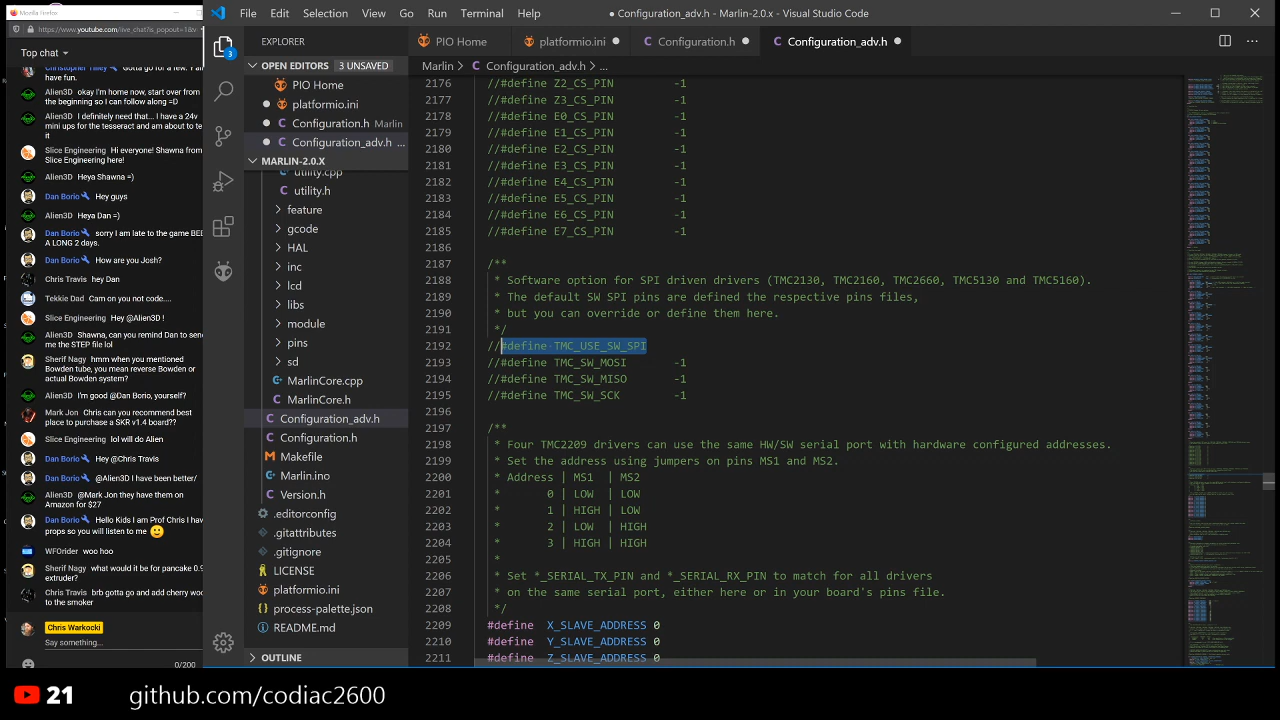 Mozilla Firefox
https://www.youtube.com/live_chat?is_popout=1&v
Top chat
Christopher Tilley Gotta go for a few. Y'all
have fun.
Alien3D okay I'm home now, start over from
the beginning so I can follow along =D
Alien3D I definitely need that... I have a 24v
mini ups for the tesseract and am about to te
it
Slice Engineering Hi everyone! Shawna from
Slice Engineering here!
Alien3D Heya Shawna =)
Dan Borio Hey guys
Alien3D Heya Dan =)
Dan Borio sorry I am late to the game BEE
A LONG 2 days.
Dan Borio How are you Josh?
Chris Travis hey Dan
Tekkie Dad Cam on you not code....
Slice Engineering Hey @Alien3D !
Alien3D Shawna, can you remind Dan to send
me the STEP file lol
Sherif Nagy hmm when you mentioned
Bowden tube, you mean reverse Bowden or
actual Bowden system?
Alien3D I'm good @Dan Borio, yourself?
Mark Jon Chris can you recommend best
place to purchase a SKR v1.4 board??
Slice Engineering lol will do Alien
Dan Borio Hey @Chris Travis
Dan Borio @Alien3D I have been better/
Alien3D @Mark Jon they have them on
Amazon for $27
Dan Borio Hello Kids I am Prof Chris I hav
props so you will listen to me
WFOrider woo hoo
Sherif Nagy what would it be for pancake 0.9
extruder?
Chris Travis brb gotta go and add cherry woo
to the smoker
Chris Warkocki
Say something...
0/200
File
Selection View Go Run Terminal Help
● Configuration_adv.h - Marlin-2.0.x - Visual Studio Code
3
EXPLORER
OPEN EDITORS 3 UNSAVED
PIO Home
platformio.ini
Configuration.h Marlin
Configuration_adv.h ...
MARLIN-2.0.X
utility.cpp
utility.h
feature
gcode
HAL
inc
lcd
libs
module
pins
sd
MarlinCore.cpp
MarlinCore.h
Configuration_adv.h
Configuration.h
Makefile
Marlin.ino
Version.h
.editorconfig
.gitattributes
.gitignore
LICENSE
platformio.ini
process-palette.json
README.md
OUTLINE
PIO Home platformio.ini Configuration.h Configuration_adv.h
Marlin > Configuration_adv.h > ...
2176 //#define Z2_CS_PIN -1
2177 //#define Z3_CS_PIN -1
2178 //#define E0_CS_PIN -1
2179 //#define E1_CS_PIN -1
2180 //#define E2_CS_PIN -1
2181 //#define E3_CS_PIN -1
2182 //#define E4_CS_PIN -1
2183 //#define E5_CS_PIN -1
2184 //#define E6_CS_PIN -1
2185 //#define E7_CS_PIN -1
2186
2187 /**
2188 * Software option for SPI driven drivers (TMC2130, TMC2160, TMC2660, TMC5130 and TMC5160).
2189 * The default SW SPI pins are defined the respective pins files,
2190 * but you can override or define them here.
2191 */
2192 //#define TMC_USE_SW_SPI
2193 //#define TMC_SW_MOSI -1
2194 //#define TMC_SW_MISO -1
2195 //#define TMC_SW_SCK -1
2196
2197 /**
2198 * Four TMC2209 drivers can use the same HW/SW serial port with hardware configured addresses.
2199 * Set the address using jumpers on pins MS1 and MS2.
2200 * Address | MS1 | MS2
2201 * 0 | LOW | LOW
2202 * 1 | HIGH | LOW
2203 * 2 | LOW | HIGH
2204 * 3 | HIGH | HIGH
2205 *
2206 * Set *_SERIAL_TX_PIN and *_SERIAL_RX_PIN to match for all drivers
2207 * on the same serial port, either here or in your board's pins file.
2208 */
2209 #define X_SLAVE_ADDRESS 0
2210 #define Y_SLAVE_ADDRESS 0
2211 #define Z_SLAVE_ADDRESS 0
21 github.com/codiac2600